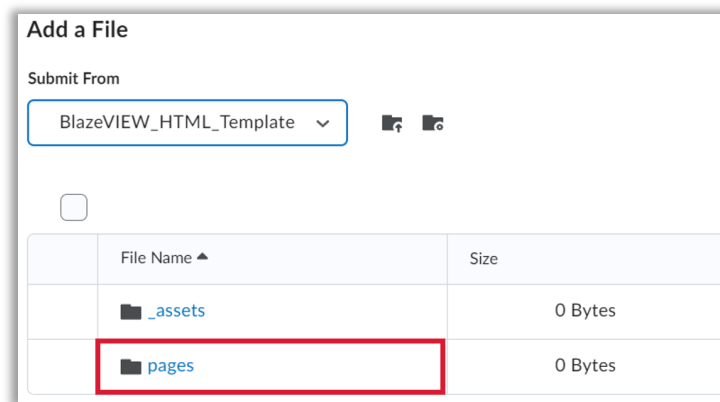 Add a File
Submit From
BlazeVIEW_HTML_Template
File Name Size
_assets 0 Bytes
pages 0 Bytes